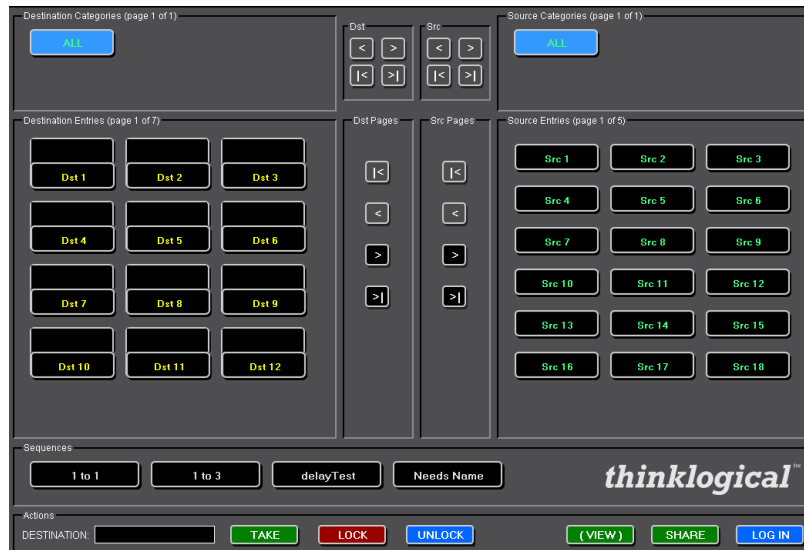 Destination Categories (page 1 of 1)
ALL
Dst
< >
|< >|
Src
< >
|< >|
Source Categories (page 1 of 1)
ALL
Destination Entries (page 1 of 7)
Dst 1 Dst 2 Dst 3
Dst 4 Dst 5 Dst 6
Dst 7 Dst 8 Dst 9
Dst 10 Dst 11 Dst 12
Dst Pages
|<
<
>
>|
Src Pages
|<
<
>
>|
Source Entries (page 1 of 5)
Src 1 Src 2 Src 3
Src 4 Src 5 Src 6
Src 7 Src 8 Src 9
Src 10 Src 11 Src 12
Src 13 Src 14 Src 15
Src 16 Src 17 Src 18
Sequences
1 to 1 1 to 3 delayTest Needs Name
thinklogical™
Actions
DESTINATION: TAKE LOCK UNLOCK (VIEW) SHARE LOG IN